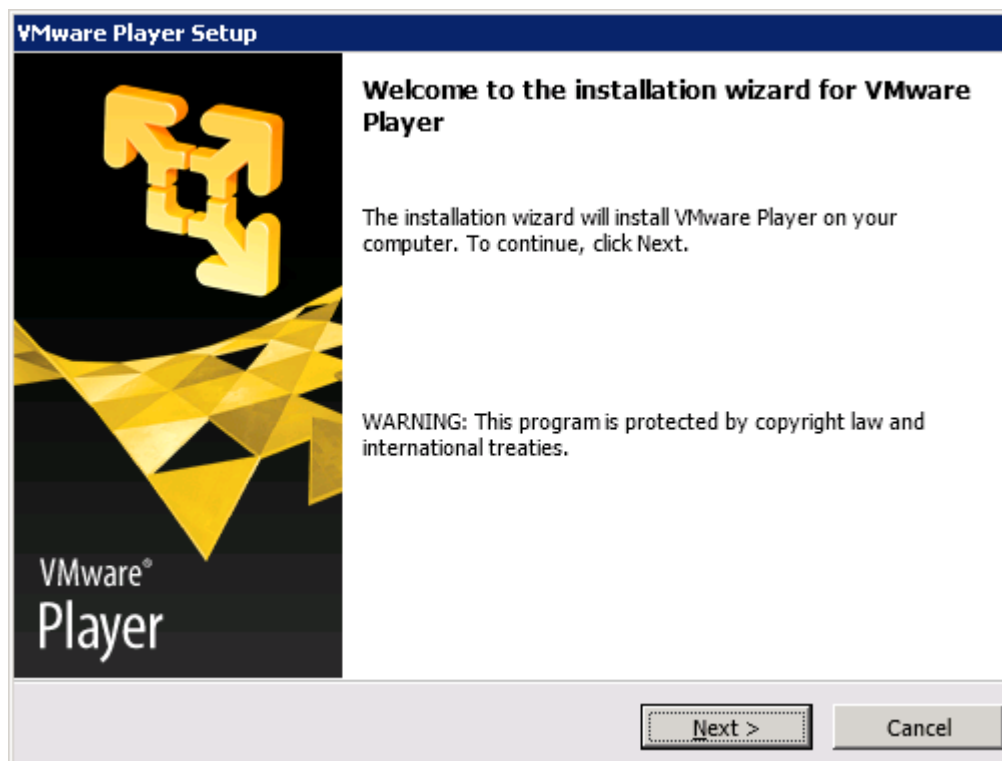 VMware Player Setup
Welcome to the installation wizard for VMware
Player
The installation wizard will install VMware Player on your
computer. To continue, click Next.
WARNING: This program is protected by copyright law and
international treaties.
VMware®
Player
Next >
Cancel